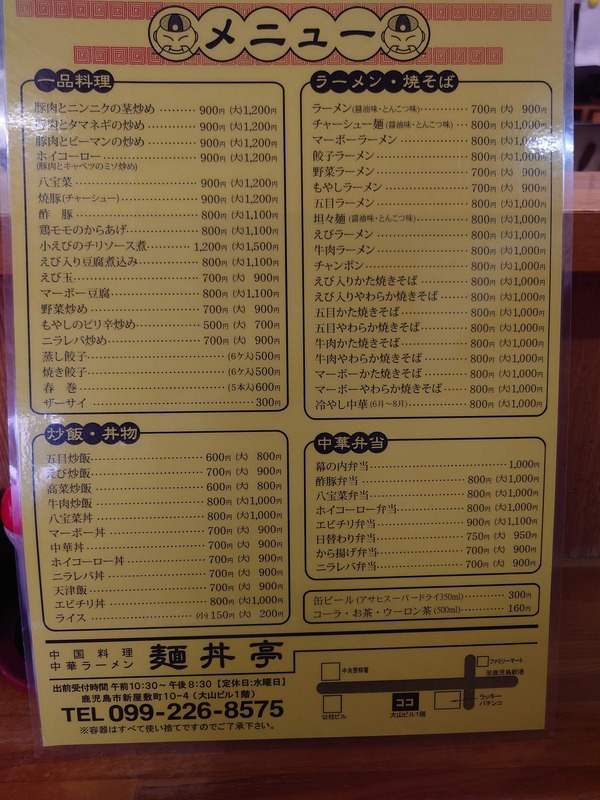 メニュー
一品料理
豚肉とニンニクの茎炒め 900円 (大)1,200円
豚肉とタマネギの炒め 900円 (大)1,200円
豚肉とピーマンの炒め 900円 (大)1,200円
ホイコーロー 900円 (大)1,200円
(豚肉とキャベツのミソ炒め)
八宝菜 900円 (大)1,200円
焼豚(チャーシュー) 900円 (大)1,200円
酢 豚 800円 (大)1,100円
鶏モモのからあげ 800円 (大)1,100円
小えびのチリソース煮 1,200円 (大)1,500円
えび入り豆腐煮込み 800円 (大)1,100円
えび玉 700円 (大) 900円
マーボー豆腐 800円 (大)1,100円
野菜炒め 700円 (大) 900円
もやしのピリ辛炒め 500円 (大) 700円
ニラレバ炒め 700円 (大) 900円
蒸し餃子 (6ケ入)500円
焼き餃子 (6ケ入)500円
春 巻 (5本入)600円
ザーサイ 300円
ラーメン・焼そば
ラーメン(醤油味・とんこつ味) 700円 (大) 900円
チャーシュー麺(醤油味・とんこつ味) 800円 (大)1,000円
マーボーラーメン 800円 (大)1,000円
餃子ラーメン 800円 (大)1,000円
野菜ラーメン 700円 (大) 900円
もやしラーメン 700円 (大) 900円
五目ラーメン 800円 (大)1,000円
坦々麺(醤油味・とんこつ味) 800円 (大)1,000円
えびラーメン 800円 (大)1,000円
牛肉ラーメン 800円 (大)1,000円
チャンポン 800円 (大)1,000円
えび入りかた焼きそば 800円 (大)1,000円
えび入りやわらか焼きそば 800円 (大)1,000円
五目かた焼きそば 800円 (大)1,000円
五目やわらか焼きそば 800円 (大)1,000円
牛肉かた焼きそば 800円 (大)1,000円
牛肉やわらか焼きそば 800円 (大)1,000円
マーボーかた焼きそば 800円 (大)1,000円
マーボーやわらか焼きそば 800円 (大)1,000円
冷やし中華(6月〜8月) 800円 (大)1,000円
炒飯・丼物
五目炒飯 600円 (大) 800円
えび炒飯 700円 (大) 900円
高菜炒飯 600円 (大) 800円
牛肉炒飯 800円 (大)1,000円
八宝菜丼 800円 (大)1,000円
マーボー丼 700円 (大) 900円
中華丼 700円 (大) 900円
ホイコーロー丼 700円 (大) 900円
ニラレバ丼 700円 (大) 900円
天津飯 700円 (大) 900円
エビチリ丼 800円 (大)1,000円
ライス (小)150円 (大) 200円
中華弁当
幕の内弁当 1,000円
酢豚弁当 800円 (大)1,000円
八宝菜弁当 800円 (大)1,000円
ホイコーロー弁当 800円 (大)1,000円
エビチリ弁当 900円 (大)1,100円
日替わり弁当 750円 (大) 950円
から揚げ弁当 700円 (大) 900円
ニラレバ弁当 700円 (大) 900円
缶ビール(アサヒスーパードライ350ml) 300円
コーラ・お茶・ウーロン茶(500ml) 160円
中国料理
中華ラーメン
麺丼亭
出前受付時間 午前10:30〜午後8:30【定休日:水曜日】
鹿児島市新屋敷町10-4(大山ビル1階)
TEL 099-226-8575
※容器はすべて使い捨てですのでご了承下さい。
中央警察署
ファミリーマート
至鹿児島新港
公社ビル
ココ
大山ビル1階
ラッキー
パチンコ